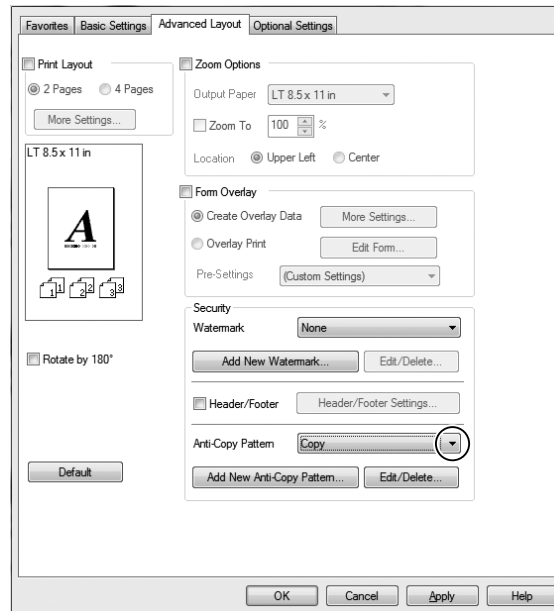 Favorites Basic Settings Advanced Layout Optional Settings
Print Layout
2 Pages 4 Pages
More Settings...
LT 8.5 x 11 in
A
1 1 2 2 3 3
Rotate by 180°
Default
Zoom Options
Output Paper LT 8.5 x 11 in
Zoom To 100 %
Location Upper Left Center
Form Overlay
Create Overlay Data More Settings...
Overlay Print Edit Form...
Pre-Settings (Custom Settings)
Security
Watermark None
Add New Watermark... Edit/Delete...
Header/Footer Header/Footer Settings...
Anti-Copy Pattern Copy
Add New Anti-Copy Pattern... Edit/Delete...
OK Cancel Apply Help